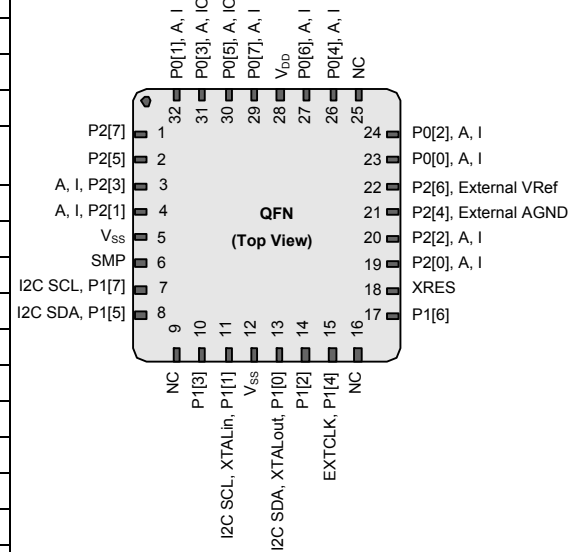 P0[1], A, I
P0[3], A, IO
P0[5], A, IO
P0[7], A, I
VDD
P0[6], A, I
P0[4], A, I
NC
32
31
30
29
28
27
26
25
P2[7] 1
P2[5] 2
A, I, P2[3] 3
A, I, P2[1] 4
VSS 5
SMP 6
I2C SCL, P1[7] 7
I2C SDA, P1[5] 8
QFN
(Top View)
24 P0[2], A, I
23 P0[0], A, I
22 P2[6], External VRef
21 P2[4], External AGND
20 P2[2], A, I
19 P2[0], A, I
18 XRES
17 P1[6]
9
10
11
12
13
14
15
16
NC
P1[3]
I2C SCL, XTALin, P1[1]
VSS
I2C SDA, XTALout, P1[0]
P1[2]
EXTCLK, P1[4]
NC